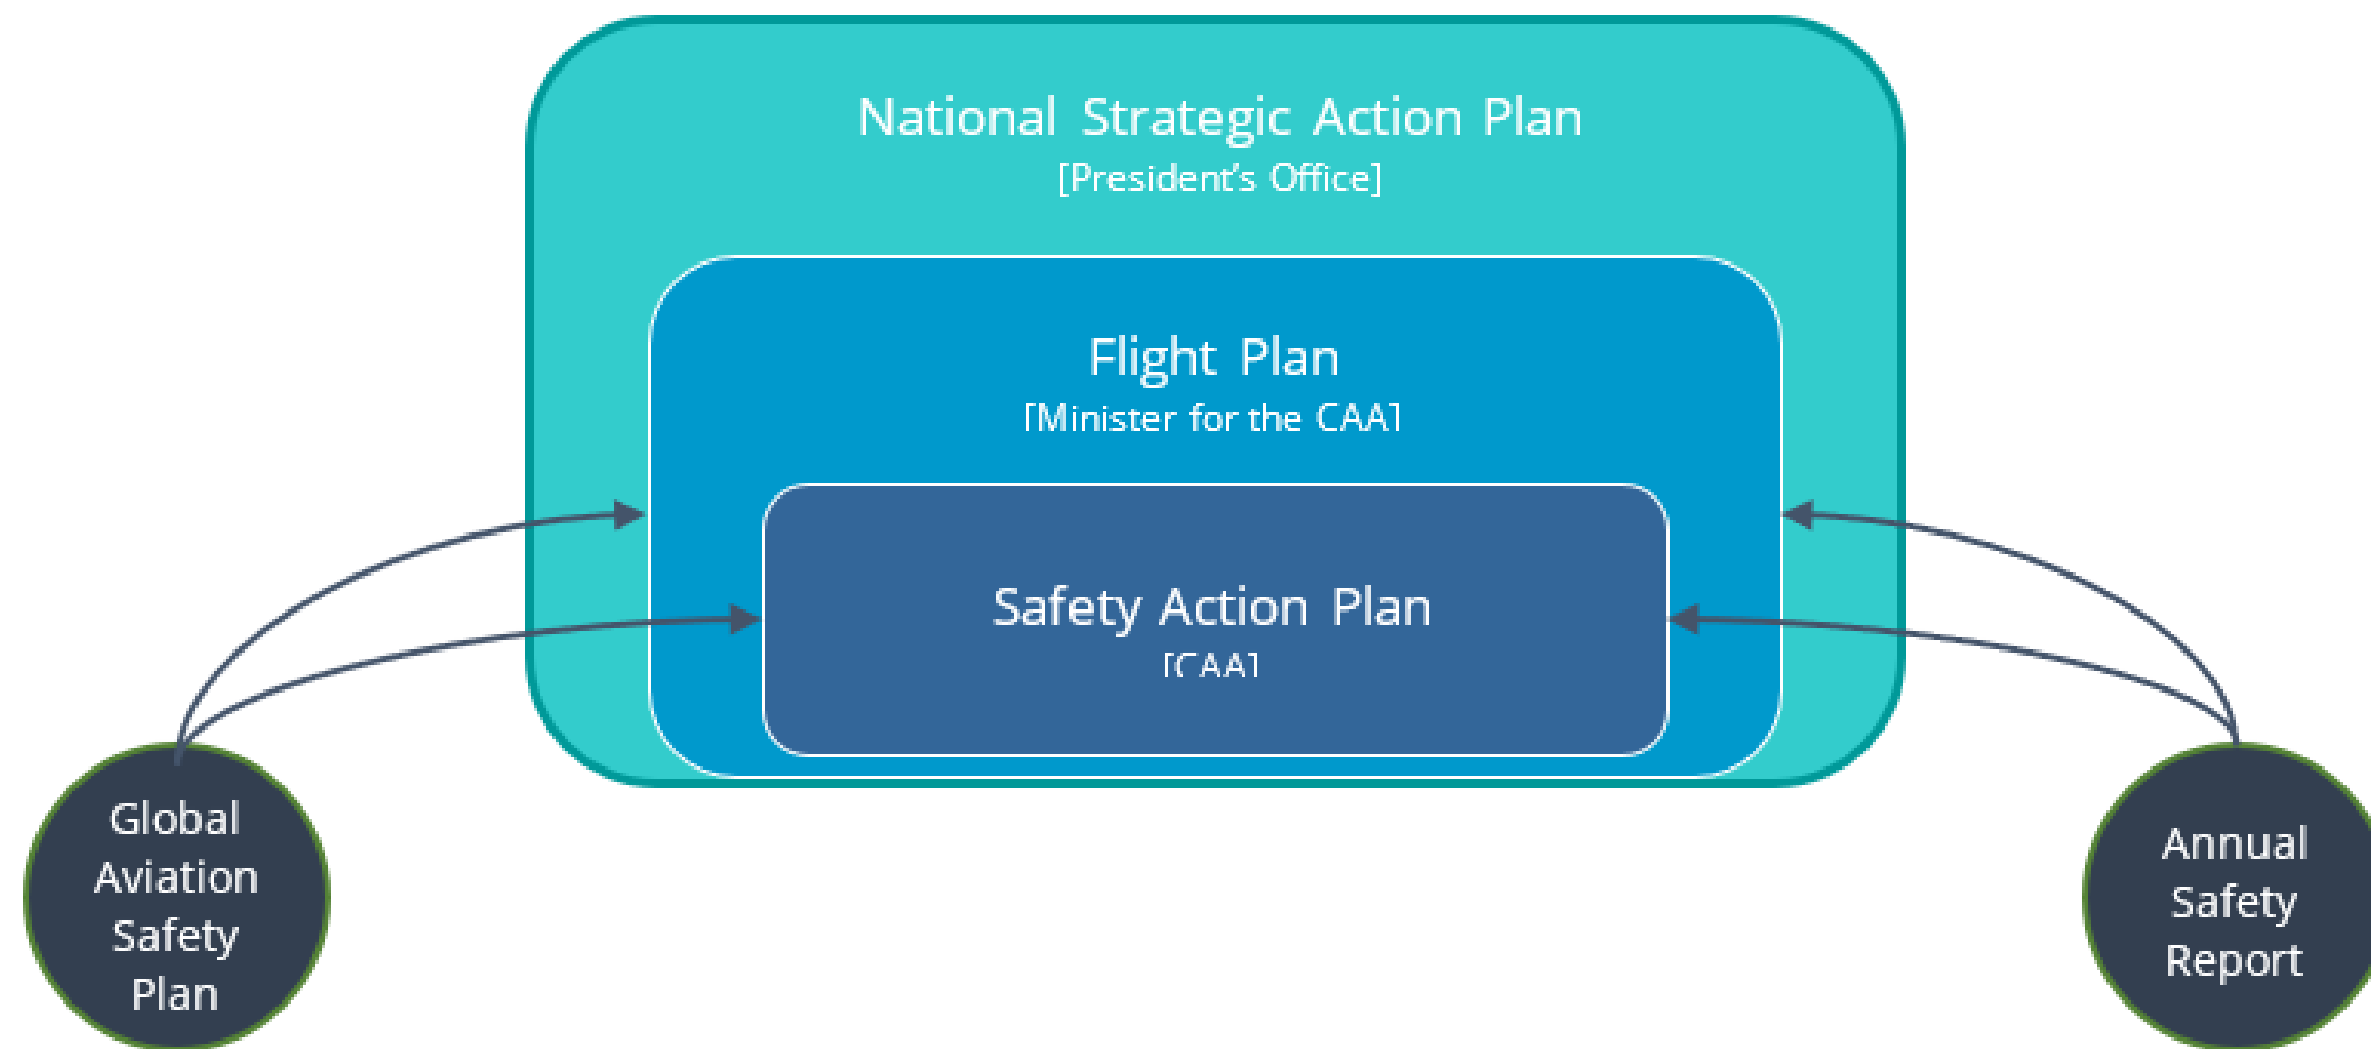 National Strategic Action Plan
[President's Office]
Flight Plan
[Minister for the CAA]
Safety Action Plan
[CAA]
Global
Aviation
Safety
Plan
Annual
Safety
Report